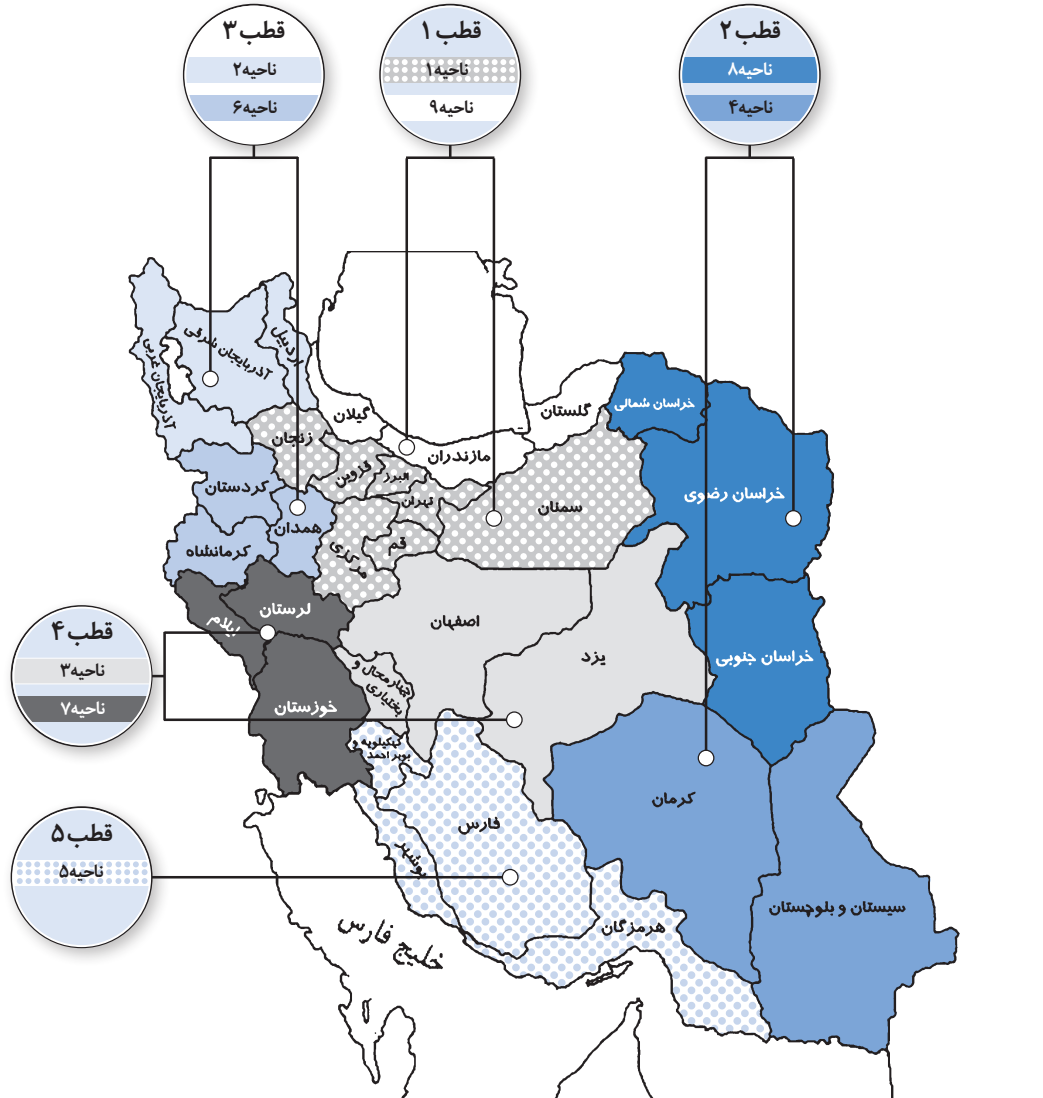 قطب ۳
ناحیه۲
ناحیه۶
قطب ۱
ناحیه۱
ناحیه۹
قطب ۲
ناحیه۸
ناحیه۴
آذربایجان شرقی
آذربایجان غربی
اردبیل
گیلان
مازندران
گلستان
خراسان شمالی
خراسان رضوی
خراسان جنوبی
زنجان
قزوین
البرز
تهران
سمنان
قم
مرکزی
کردستان
همدان
کرمانشاه
ایلام
لرستان
خوزستان
اصفهان
یزد
چهارمحال و
بختیاری
کهکیلویه و
بویر احمد
فارس
بوشهر
هرمزگان
کرمان
سیستان و بلوچستان
خلیج فارس
قطب ۴
ناحیه۳
ناحیه۷
قطب ۵
ناحیه۵